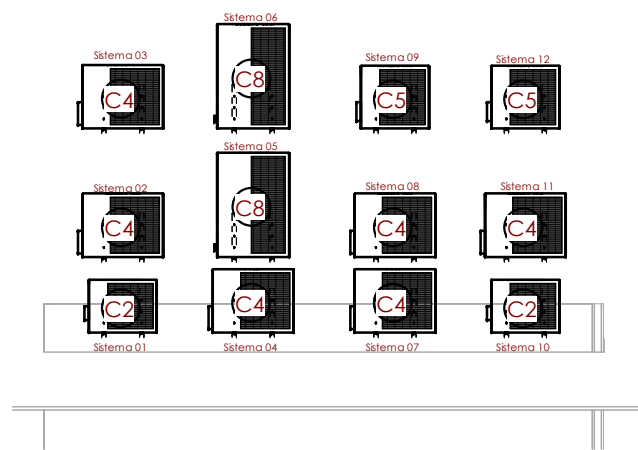 Sistema 06
Sistema 03
Sistema 09
Sistema 12
C4
C8
C5
C5
Sistema 05
Sistema 02
Sistema 08
Sistema 11
C4
C8
C4
C4
C2
C4
C4
C2
Sistema 01
Sistema 04
Sistema 07
Sistema 10